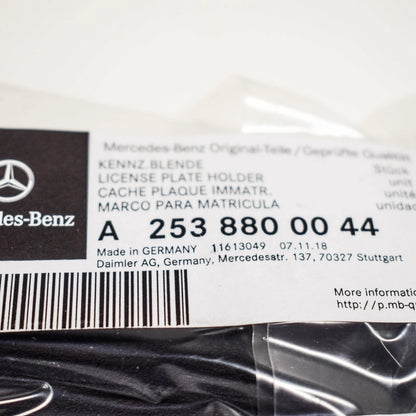 Mercedes-Benz Original-Teile / Geprüfte Qualität
KENNZ.BLENDE Stück
LICENSE PLATE HOLDER unit
CACHE PLAQUE IMMATR. unité
MARCO PARA MATRICULA unidad
des-Benz
A 253 880 00 44
Made in GERMANY 11613049 07.11.18
Daimler AG, Germany, Mercedesstr. 137, 70327 Stuttgart
More informatio
http://p.mb-q